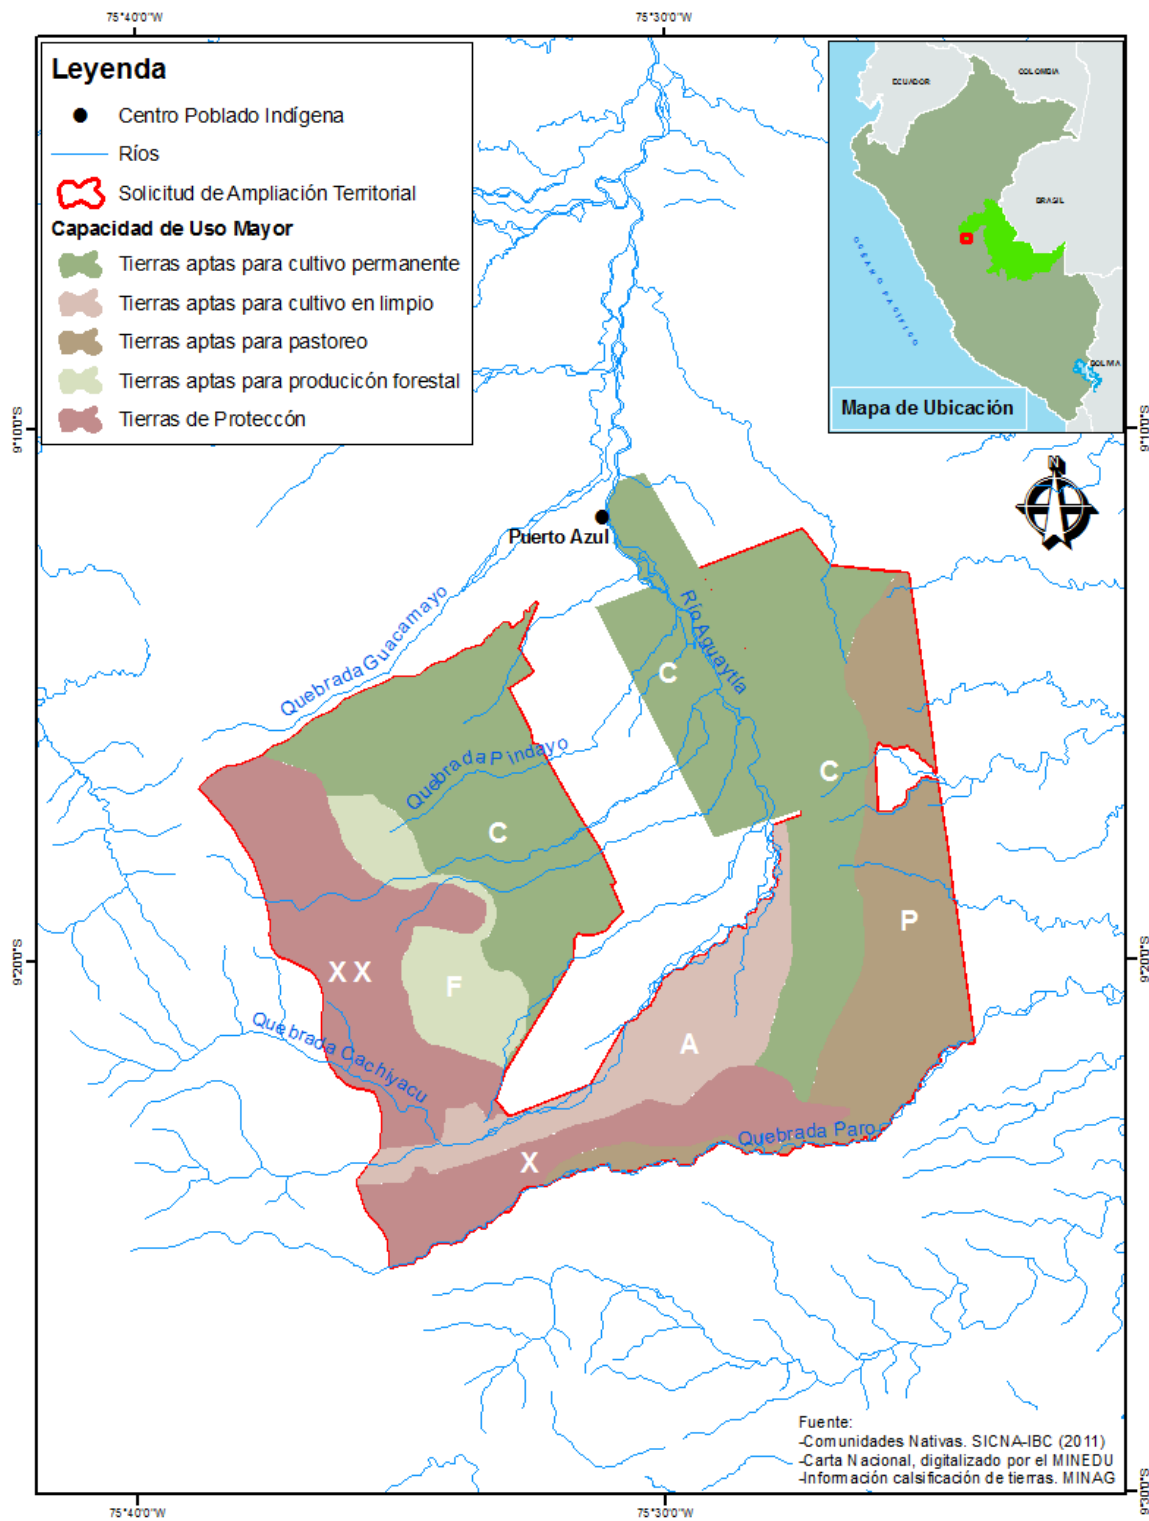 75°40'0"W
75°30'0"W
Leyenda
Centro Poblado Indígena
Ríos
Solicitud de Ampliación Territorial
Capacidad de Uso Mayor
Tierras aptas para cultivo permanente
Tierras aptas para cultivo en limpio
Tierras aptas para pastoreo
Tierras aptas para produción forestal
Tierras de Proteccón
ECUADOR
COLOMBIA
BRASIL
OCEANO PACÍFICO
BOLIVIA
Mapa de Ubicación
9°10'0"S
9°10'0"S
N
Puerto Azul
Quebrada Guacamayo
Río Aguaytía
C
Quebrada Pindayo
C
C
P
X X
F
9°20'0"S
9°20'0"S
Quebrada Cachiyacu
A
Quebrada Paro
X
Fuente:
-Comunidades Nativas. SICNA-IBC (2011)
-Carta Nacional, digitalizado por el MINEDU
-Información calsificación de tierras. MINAG
9°30'0"S
75°40'0"W
75°30'0"W